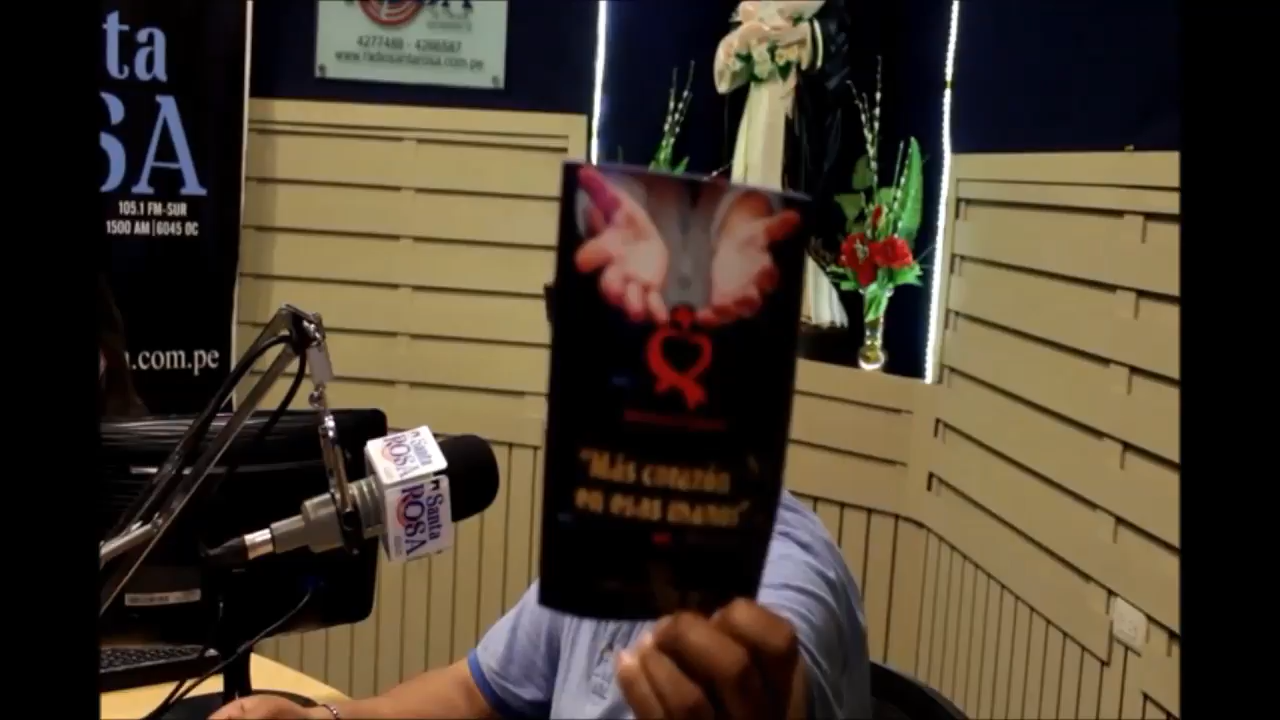 ta
SA
105.1 FM-SUR
1500 AM|6045 OC
.com.pe
4277488 - 4266587
www.radiosantarosa.com.pe
Santa
ROSA
Santa
ROSA
"Más corazón
en esas manos"